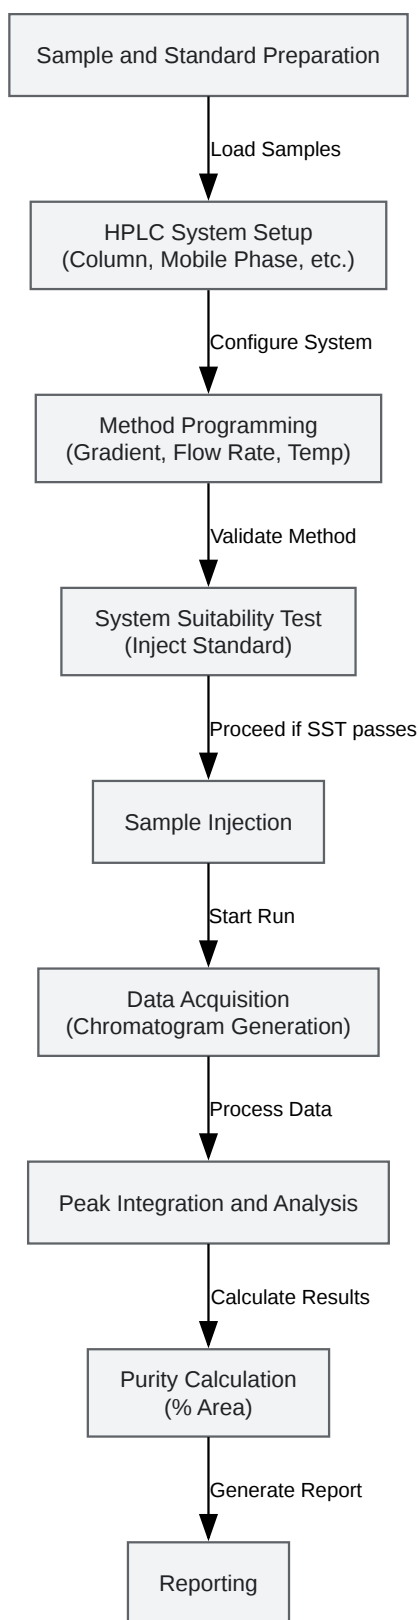 Sample and Standard Preparation
Load Samples
HPLC System Setup
(Column, Mobile Phase, etc.)
Configure System
Method Programming
(Gradient, Flow Rate, Temp)
Validate Method
System Suitability Test
(Inject Standard)
Proceed if SST passes
Sample Injection
Start Run
Data Acquisition
(Chromatogram Generation)
Process Data
Peak Integration and Analysis
Calculate Results
Purity Calculation
(% Area)
Generate Report
Reporting